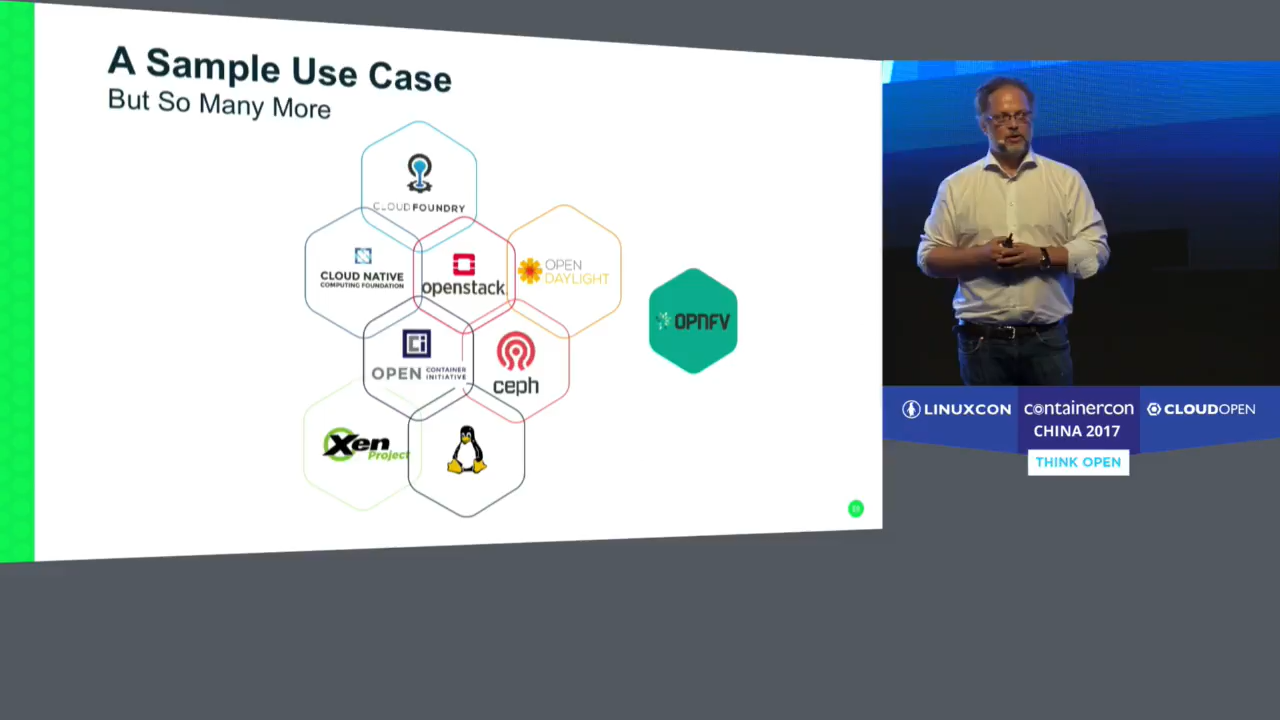 A Sample Use Case
But So Many More
CLOUD FOUNDRY
CLOUD NATIVE
COMPUTING FOUNDATION
openstack
OPEN
DAYLIGHT
OPNFV
Ci
OPEN CONTAINER
INITIATIVE
ceph
Xen
Project
LINUXCON
containercon
CLOUDOPEN
CHINA 2017
THINK OPEN